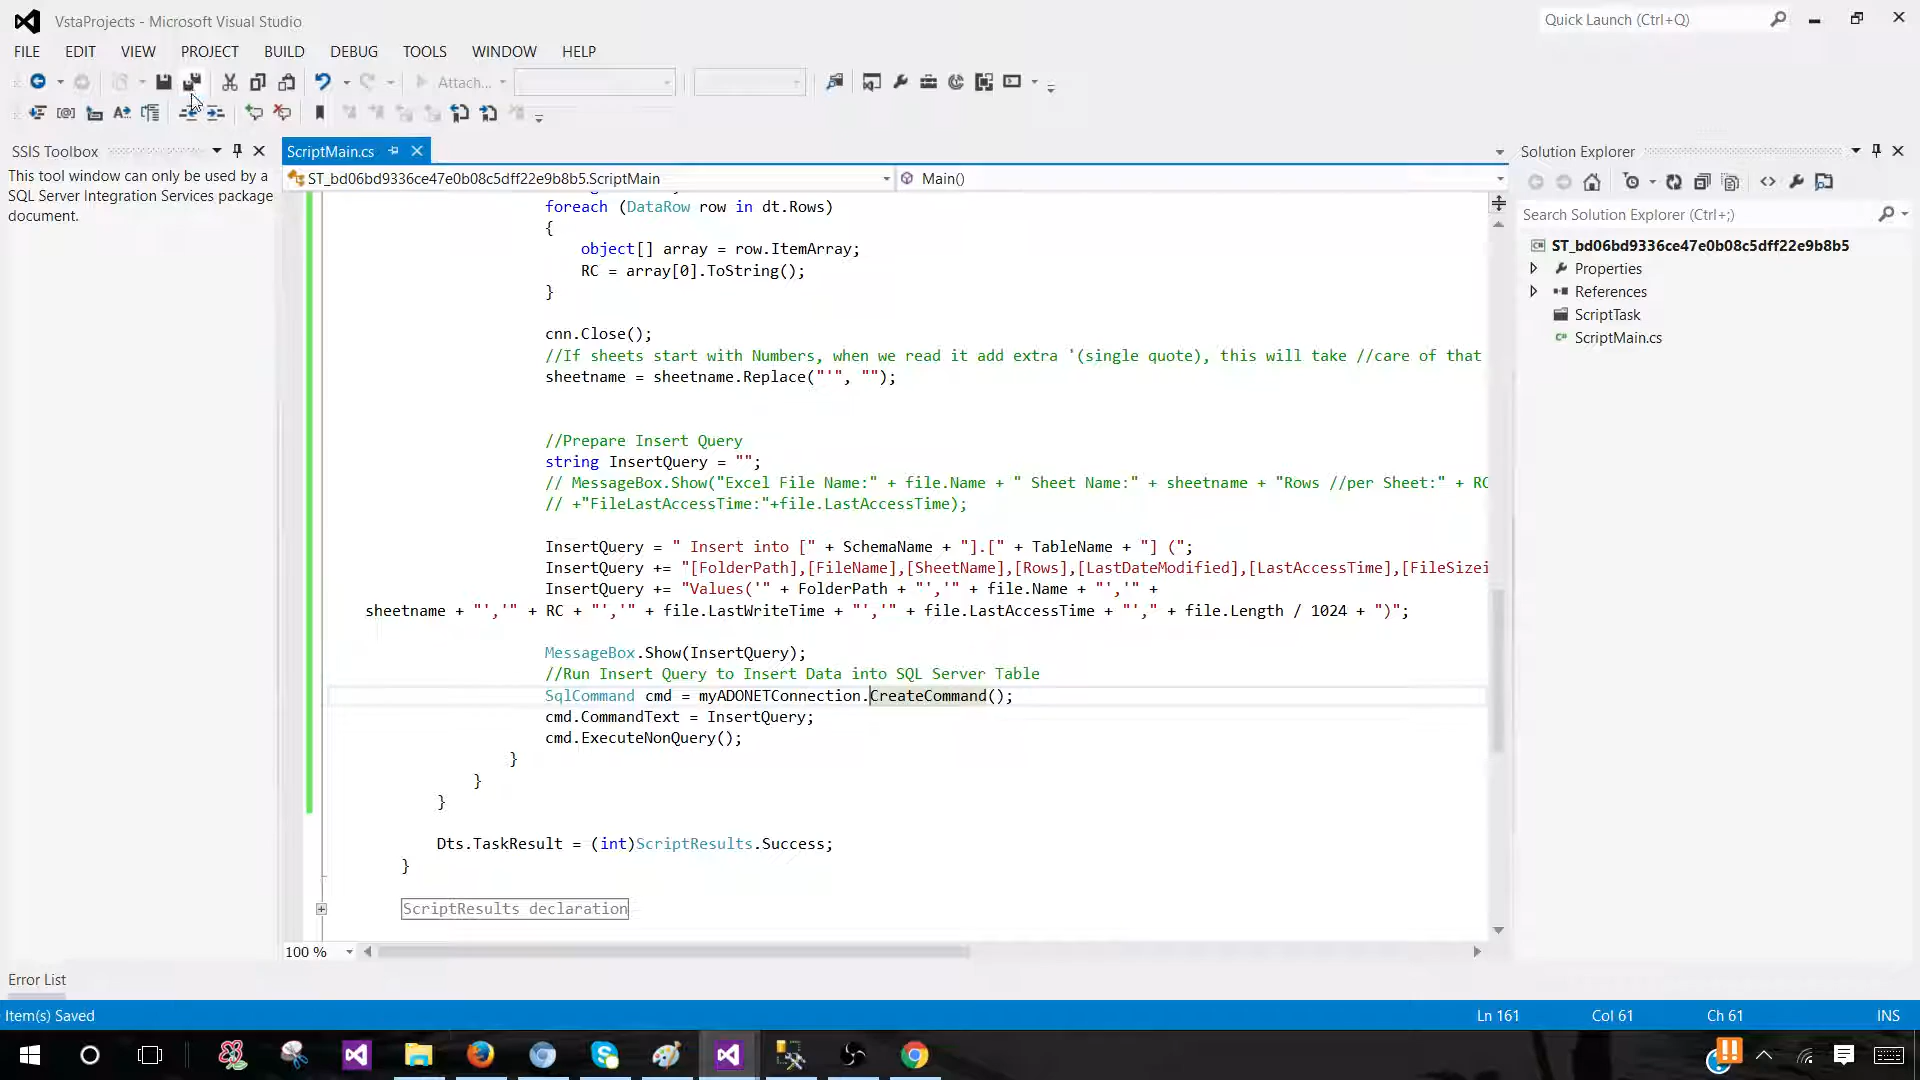 VstaProjects - Microsoft Visual Studio
Quick Launch (Ctrl+Q)
FILE EDIT VIEW PROJECT BUILD DEBUG TOOLS WINDOW HELP
Attach...
SSIS Toolbox
This tool window can only be used by a
SQL Server Integration Services package
document.
ScriptMain.cs
ST_bd06bd9336ce47e0b08c5dff22e9b8b5.ScriptMain
Main()
foreach (DataRow row in dt.Rows)
{
object[] array = row.ItemArray;
RC = array[0].ToString();
}
cnn.Close();
//If sheets start with Numbers, when we read it add extra '(single quote), this will take //care of that
sheetname = sheetname.Replace("'", "");
//Prepare Insert Query
string InsertQuery = "";
// MessageBox.Show("Excel File Name:" + file.Name + " Sheet Name:" + sheetname + "Rows //per Sheet:" + RC
// +"FileLastAccessTime:"+file.LastAccessTime);
InsertQuery = " Insert into [" + SchemaName + "].[" + TableName + "] (";
InsertQuery += "[FolderPath],[FileName],[SheetName],[Rows],[LastDateModified],[LastAccessTime],[FileSizei
InsertQuery += "Values('" + FolderPath + "','" + file.Name + "','" +
sheetname + "','" + RC + "','" + file.LastWriteTime + "','" + file.LastAccessTime + "'," + file.Length / 1024 + ")";
MessageBox.Show(InsertQuery);
//Run Insert Query to Insert Data into SQL Server Table
SqlCommand cmd = myADONETConnection.CreateCommand();
cmd.CommandText = InsertQuery;
cmd.ExecuteNonQuery();
}
}
}
Dts.TaskResult = (int)ScriptResults.Success;
}
ScriptResults declaration
100 %
Solution Explorer
Search Solution Explorer (Ctrl+;)
ST_bd06bd9336ce47e0b08c5dff22e9b8b5
Properties
References
ScriptTask
ScriptMain.cs
Error List
Item(s) Saved
Ln 161
Col 61
Ch 61
INS